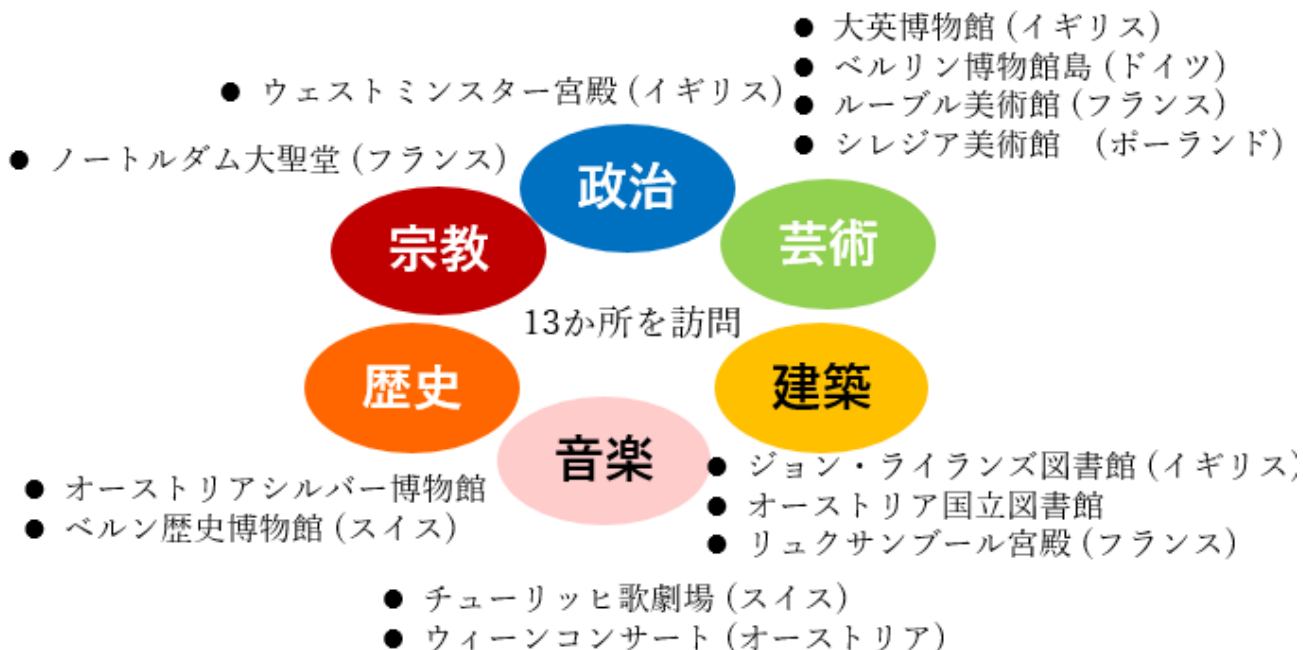 ● 大英博物館 (イギリス)
● ベルリン博物館島 (ドイツ)
● ルーブル美術館 (フランス)
● シレジア美術館　(ポーランド)
● ウェストミンスター宮殿 (イギリス)
● ノートルダム大聖堂 (フランス)
政治
宗教
芸術
13か所を訪問
歴史
建築
音楽
● ジョン・ライランズ図書館 (イギリス)
● オーストリア国立図書館
● リュクサンブール宮殿 (フランス)
● オーストリアシルバー博物館
● ベルン歴史博物館 (スイス)
● チューリッヒ歌劇場 (スイス)
● ウィーンコンサート (オーストリア)